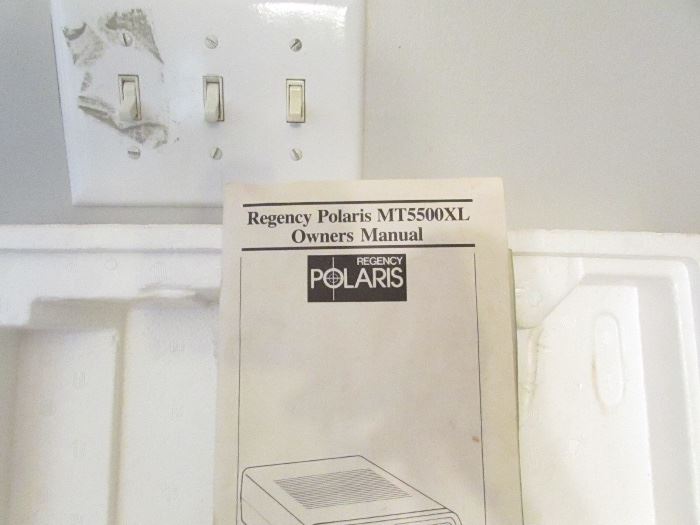 Regency Polaris MT5500XL
Owners Manual
REGENCY
POLARIS